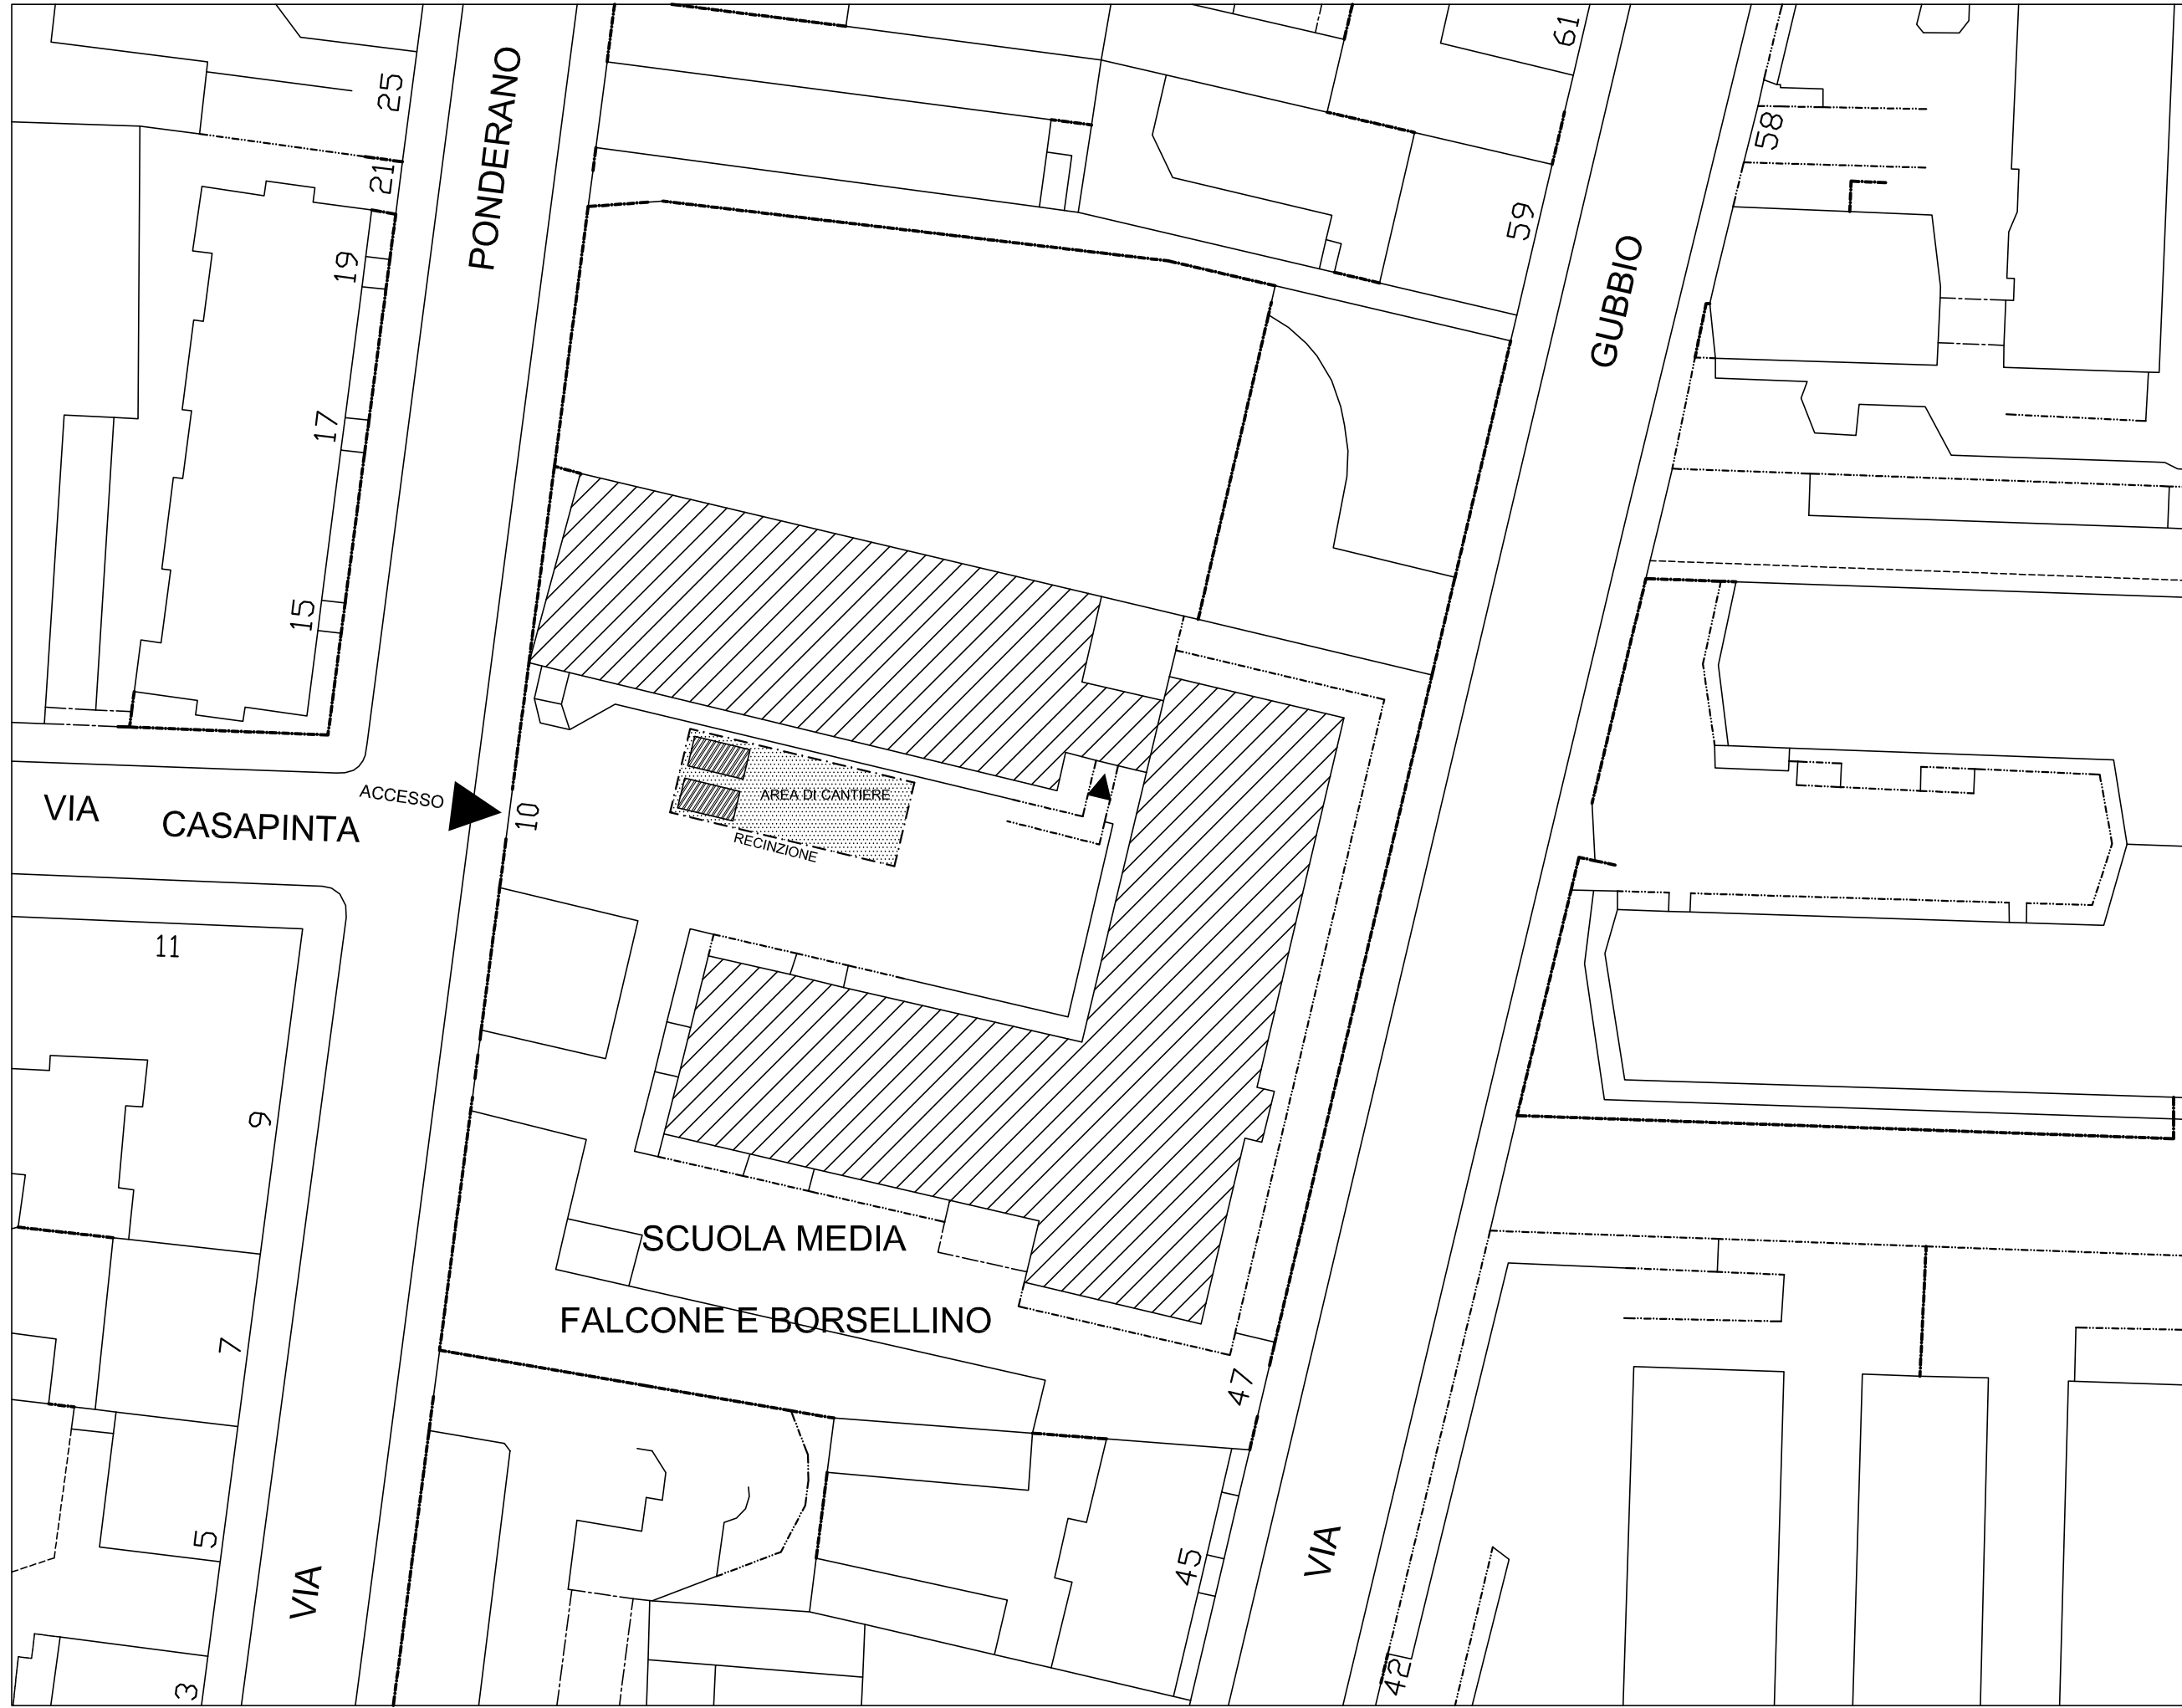 61
25
PONDERANO
58
21
59
19
GUBBIO
17
15
ACCESSO
AREA DI CANTIERE
VIA
CASAPINTA
10
RECINZIONE
11
9
SCUOLA MEDIA
FALCONE E BORSELLINO
7
47
5
45
VIA
VIA
42
3